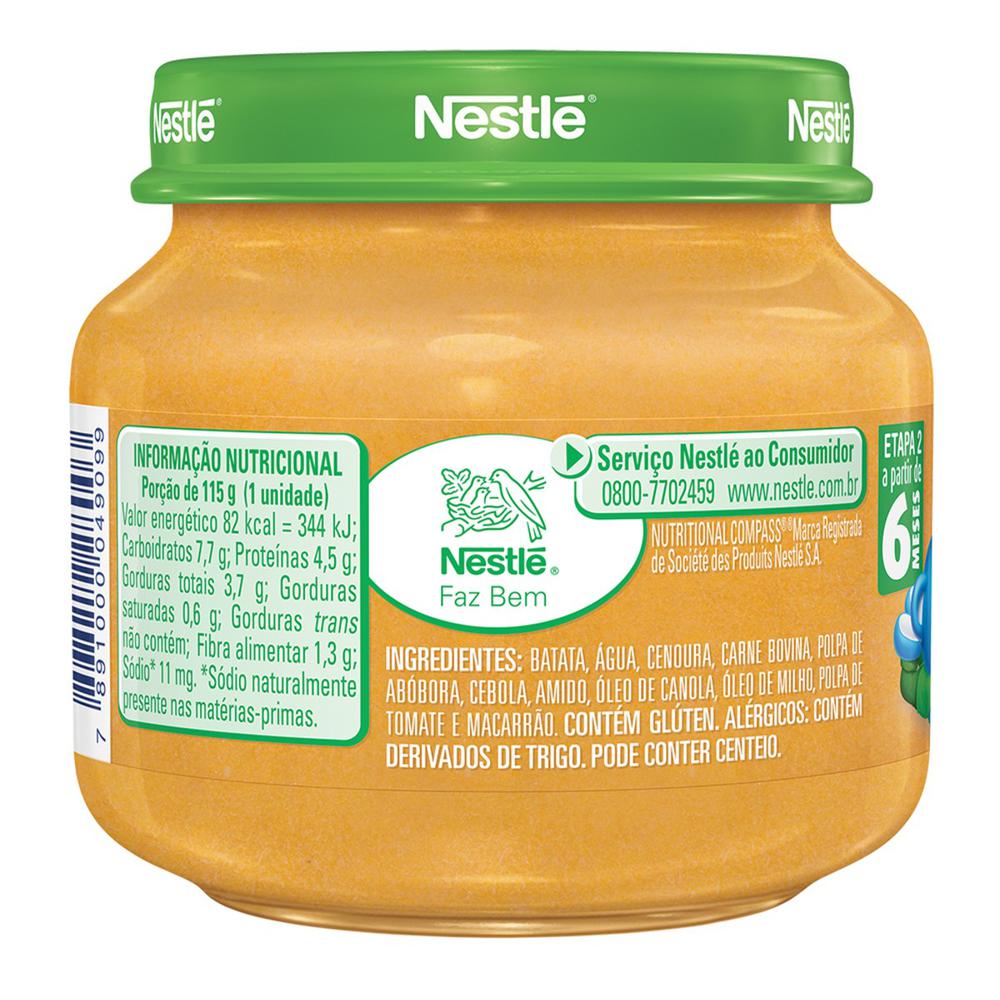 Nestlé®
Nestlé®
Nestlé
INFORMAÇÃO NUTRICIONAL
Porção de 115 g (1 unidade)
Valor energético 82 kcal = 344 kJ;
Carboidratos 7,7 g; Proteínas 4,5 g;
Gorduras totais 3,7 g; Gorduras
saturadas 0,6 g; Gorduras trans
não contém; Fibra alimentar 1,3 g;
Sódio* 11 mg. *Sódio naturalmente
presente nas matérias-primas.
7 891000 049099
Nestlé®
Faz Bem
Serviço Nestlé ao Consumidor
0800-7702459 www.nestle.com.br
NUTRITIONAL COMPASS®® Marca Registrada
de Société des Produits Nestlé S.A.
ETAPA 2
a partir de
6
MESES
INGREDIENTES: BATATA, ÁGUA, CENOURA, CARNE BOVINA, POLPA DE
ABÓBORA, CEBOLA, AMIDO, ÓLEO DE CANOLA, ÓLEO DE MILHO, POLPA DE
TOMATE E MACARRÃO. CONTÉM GLÚTEN. ALÉRGICOS: CONTÉM
DERIVADOS DE TRIGO. PODE CONTER CENTEIO.